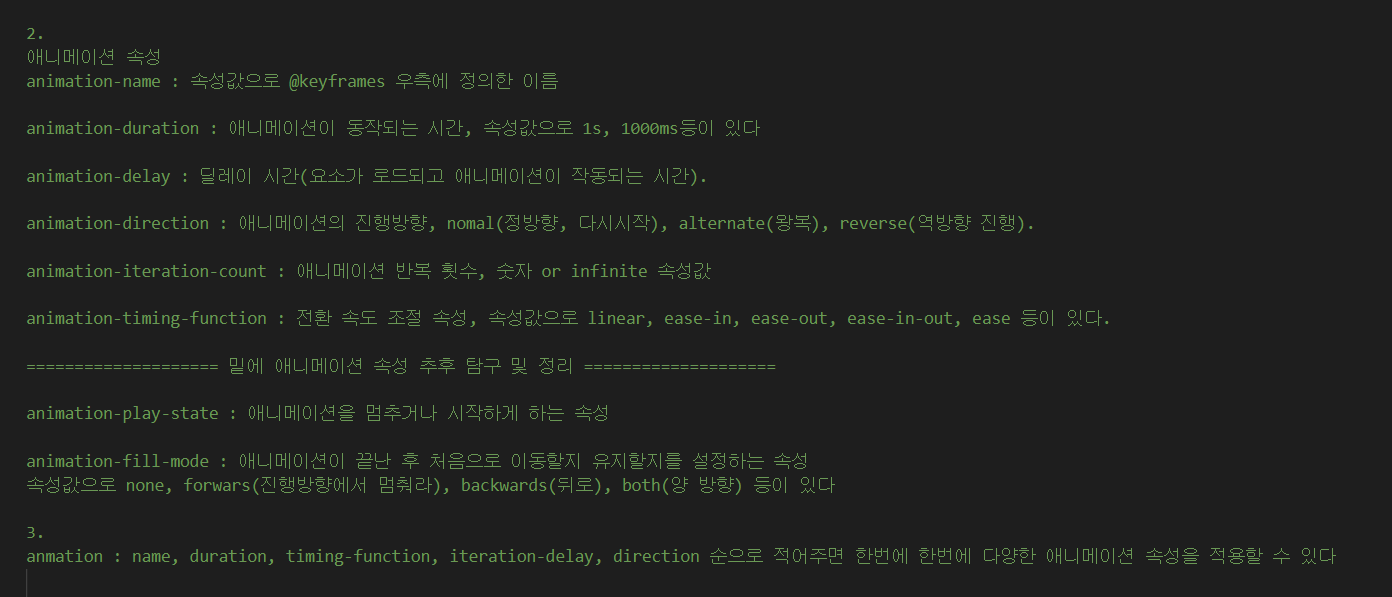 2.
애니메이션 속성
animation-name : 속성값으로 @keyframes 우측에 정의한 이름
animation-duration : 애니메이션이 동작되는 시간, 속성값으로 1s, 1000ms등이 있다
animation-delay : 딜레이 시간(요소가 로드되고 애니메이션이 작동되는 시간).
animation-direction : 애니메이션의 진행방향, nomal(정방향, 다시시작), alternate(왕복), reverse(역방향 진행).
animation-iteration-count : 애니메이션 반복 횟수, 숫자 or infinite 속성값
animation-timing-function : 전환 속도 조절 속성, 속성값으로 linear, ease-in, ease-out, ease-in-out, ease 등이 있다.
==================== 밑에 애니메이션 속성 추후 탐구 및 정리 ====================
animation-play-state : 애니메이션을 멈추거나 시작하게 하는 속성
animation-fill-mode : 애니메이션이 끝난 후 처음으로 이동할지 유지할지를 설정하는 속성
속성값으로 none, forwars(진행방향에서 멈춰라), backwards(뒤로), both(양 방향) 등이 있다
3.
anmation : name, duration, timing-function, iteration-delay, direction 순으로 적어주면 한번에 한번에 다양한 애니메이션 속성을 적용할 수 있다